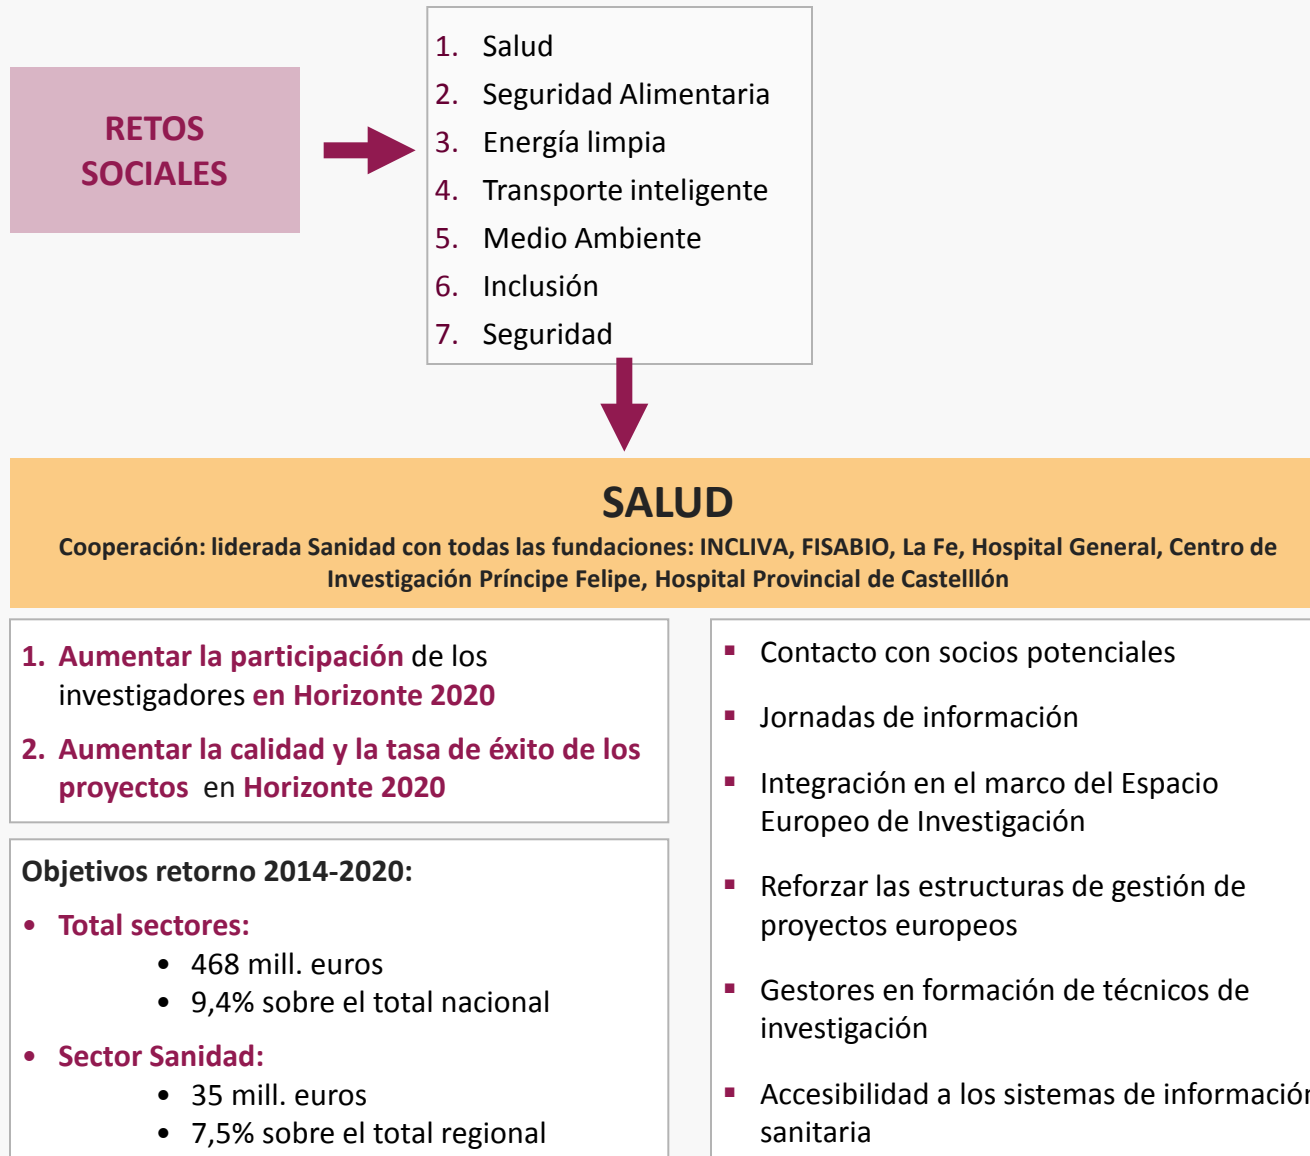 RETOS
SOCIALES
1. Salud
2. Seguridad Alimentaria
3. Energía limpia
4. Transporte inteligente
5. Medio Ambiente
6. Inclusión
7. Seguridad
SALUD
Cooperación: liderada Sanidad con todas las fundaciones: INCLIVA, FISABIO, La Fe, Hospital General, Centro de
Investigación Príncipe Felipe, Hospital Provincial de Castelllón
1. Aumentar la participación de los
investigadores en Horizonte 2020
2. Aumentar la calidad y la tasa de éxito de los
proyectos en Horizonte 2020
Objetivos retorno 2014-2020:
• Total sectores:
• 468 mill. euros
• 9,4% sobre el total nacional
• Sector Sanidad:
• 35 mill. euros
• 7,5% sobre el total regional
▪ Contacto con socios potenciales
▪ Jornadas de información
▪ Integración en el marco del Espacio
Europeo de Investigación
▪ Reforzar las estructuras de gestión de
proyectos europeos
▪ Gestores en formación de técnicos de
investigación
▪ Accesibilidad a los sistemas de información
sanitaria